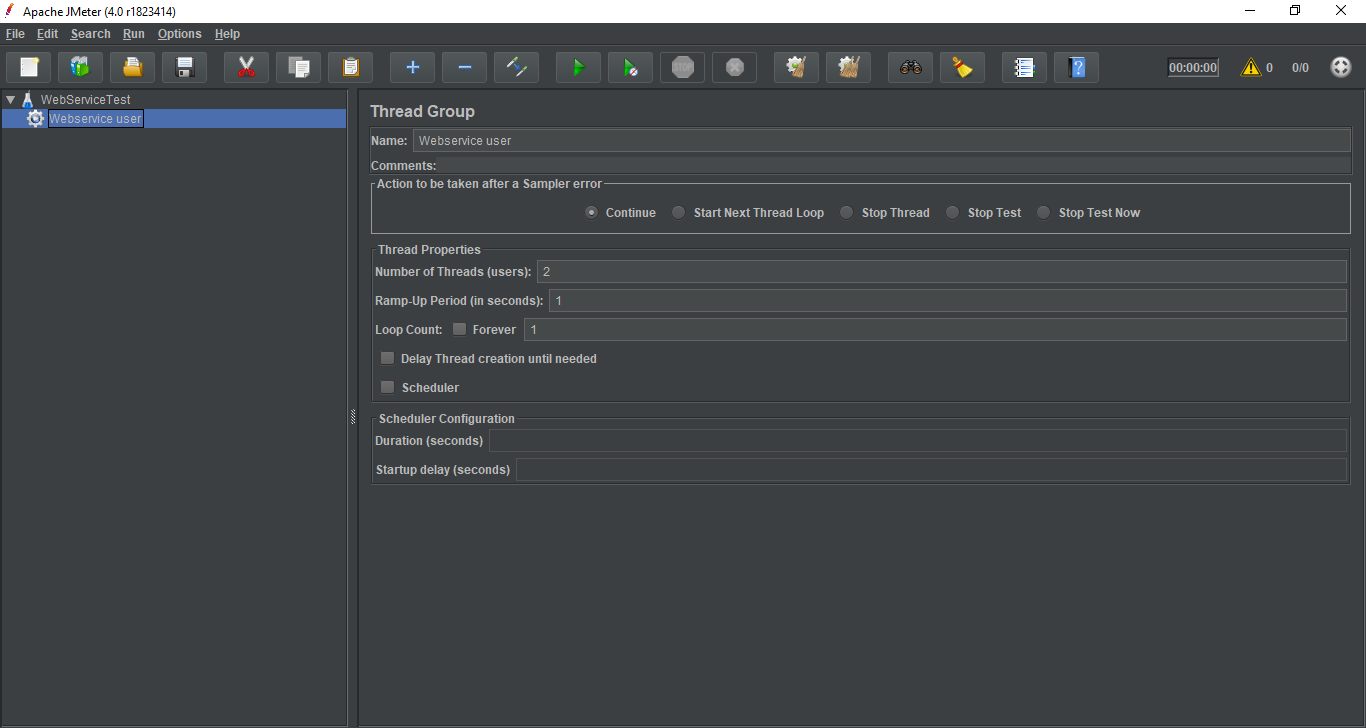 Apache JMeter (4.0 r1823414)
File Edit Search Run Options Help
STOP
?
00:00:00
0
0/0
WebServiceTest
Webservice user
Thread Group
Name: Webservice user
Comments:
Action to be taken after a Sampler error
Continue Start Next Thread Loop Stop Thread Stop Test Stop Test Now
Thread Properties
Number of Threads (users): 2
Ramp-Up Period (in seconds): 1
Loop Count: Forever 1
Delay Thread creation until needed
Scheduler
Scheduler Configuration
Duration (seconds)
Startup delay (seconds)